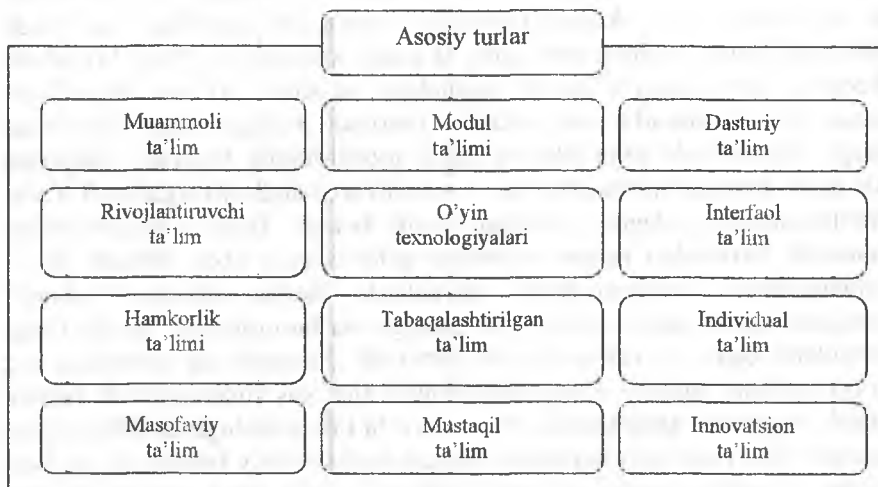 Asosiy turlar
Muammoli
ta’lim
Modul
ta’limi
Dasturiy
ta’lim
Rivojlantiruvchi
ta’lim
O’yin
texnologiyalari
Interfaol
ta’lim
Hamkorlik
ta’limi
Tabaqalashtirilgan
ta’lim
Individual
ta’lim
Masofaviy
ta’lim
Mustaqil
ta’lim
Innovatsion
ta’lim